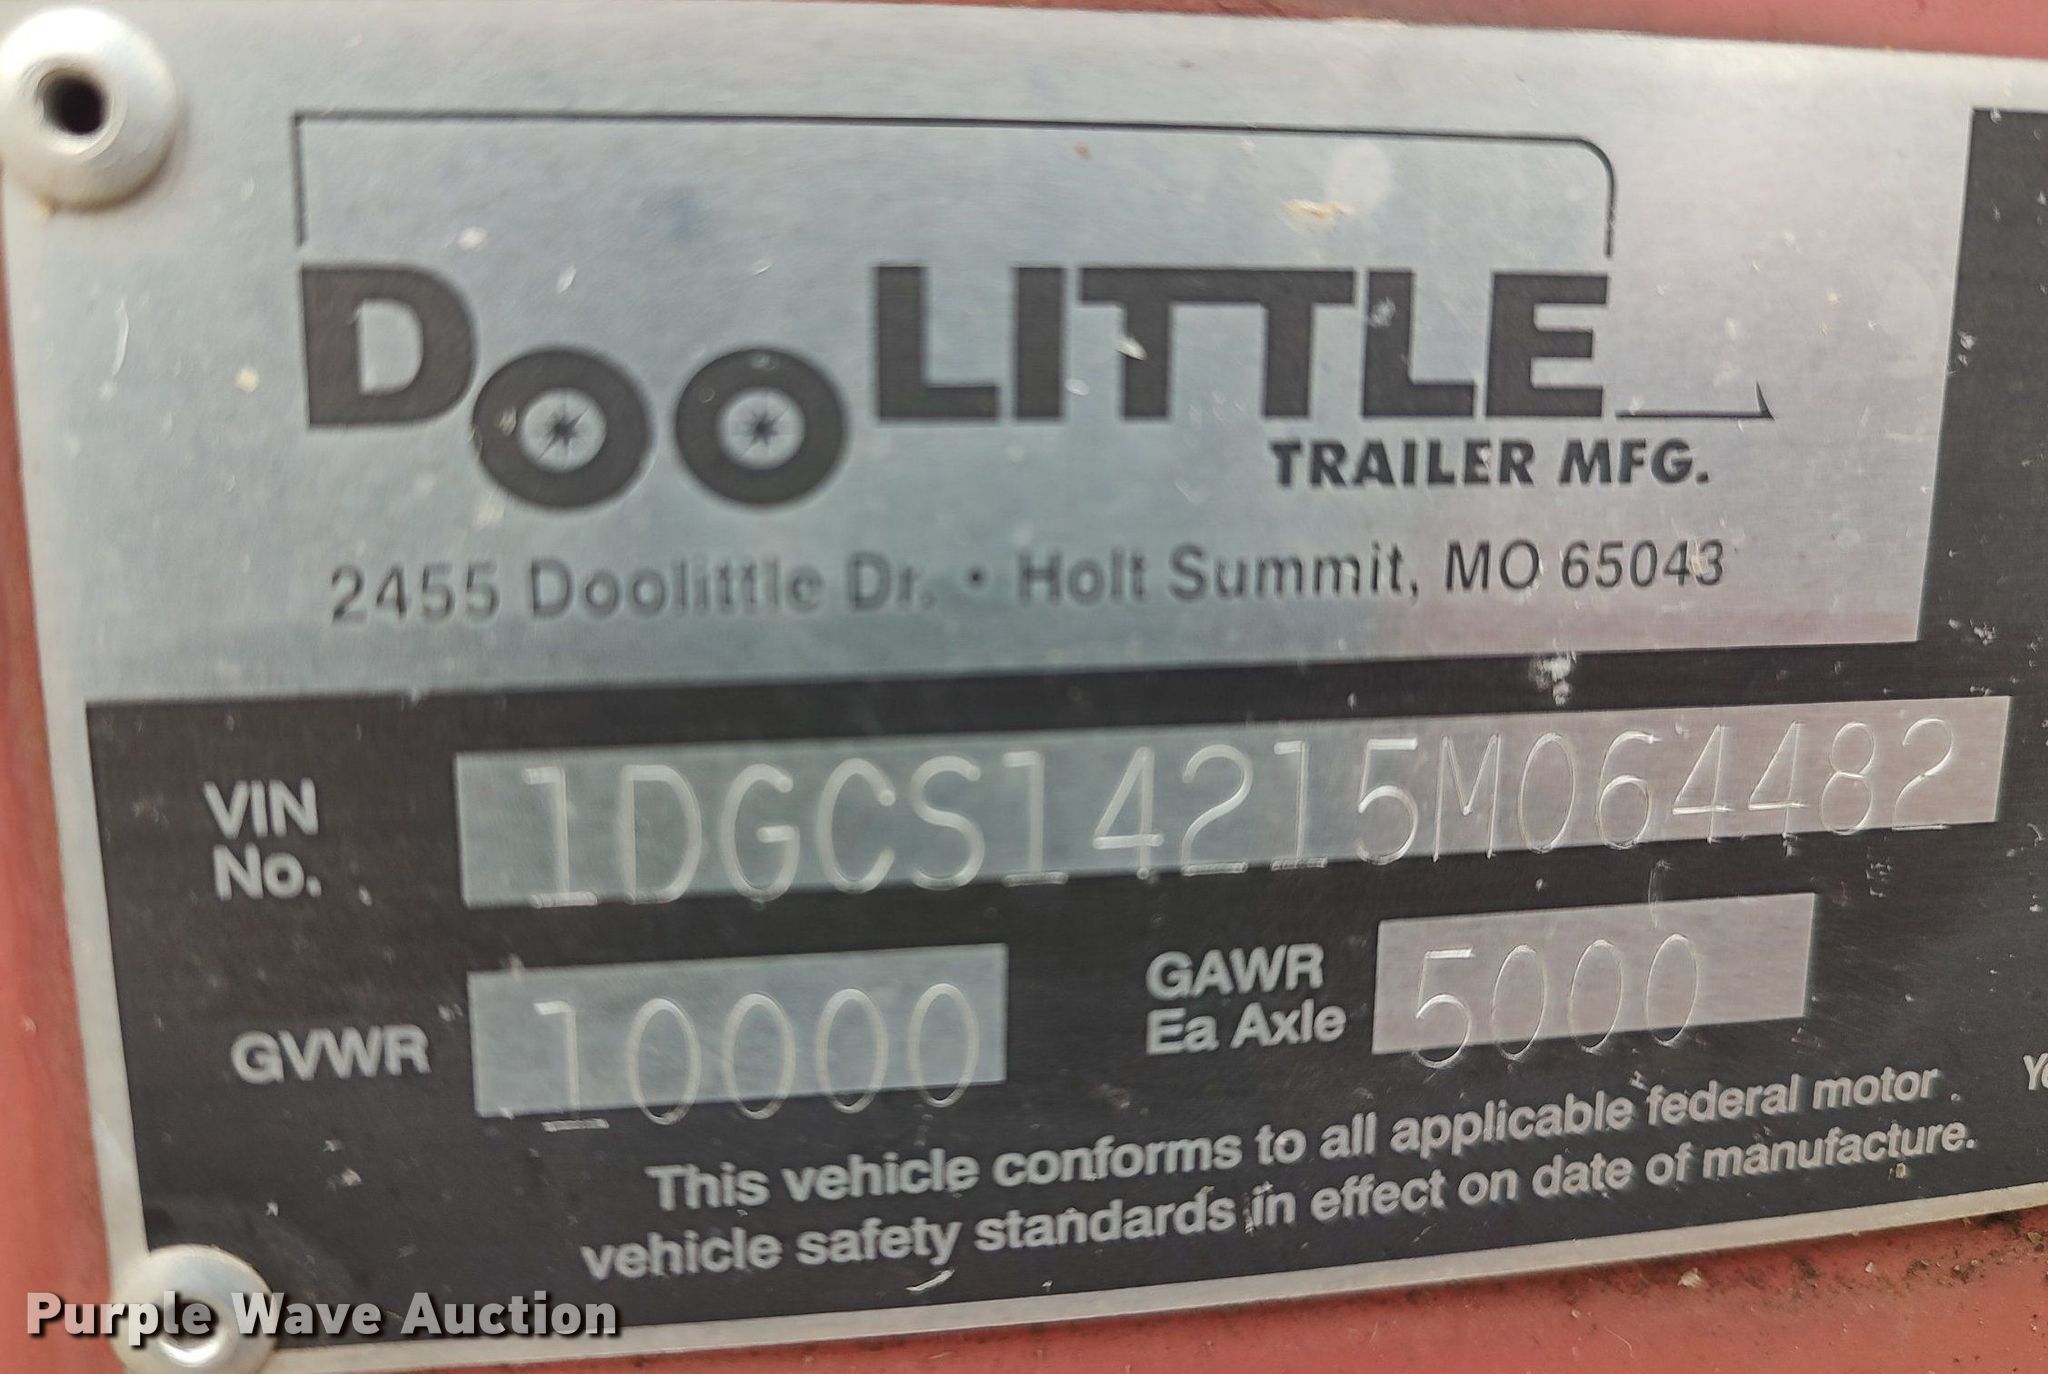 DOOLITTLE
TRAILER MFG.
2455 Doolittle Dr. • Holt Summit, MO 65043
VIN No. 1DGCS14215M064482
GVWR 10000
GAWR Ea Axle 5000
This vehicle conforms to all applicable federal motor
vehicle safety standards in effect on date of manufacture.
Purple Wave Auction